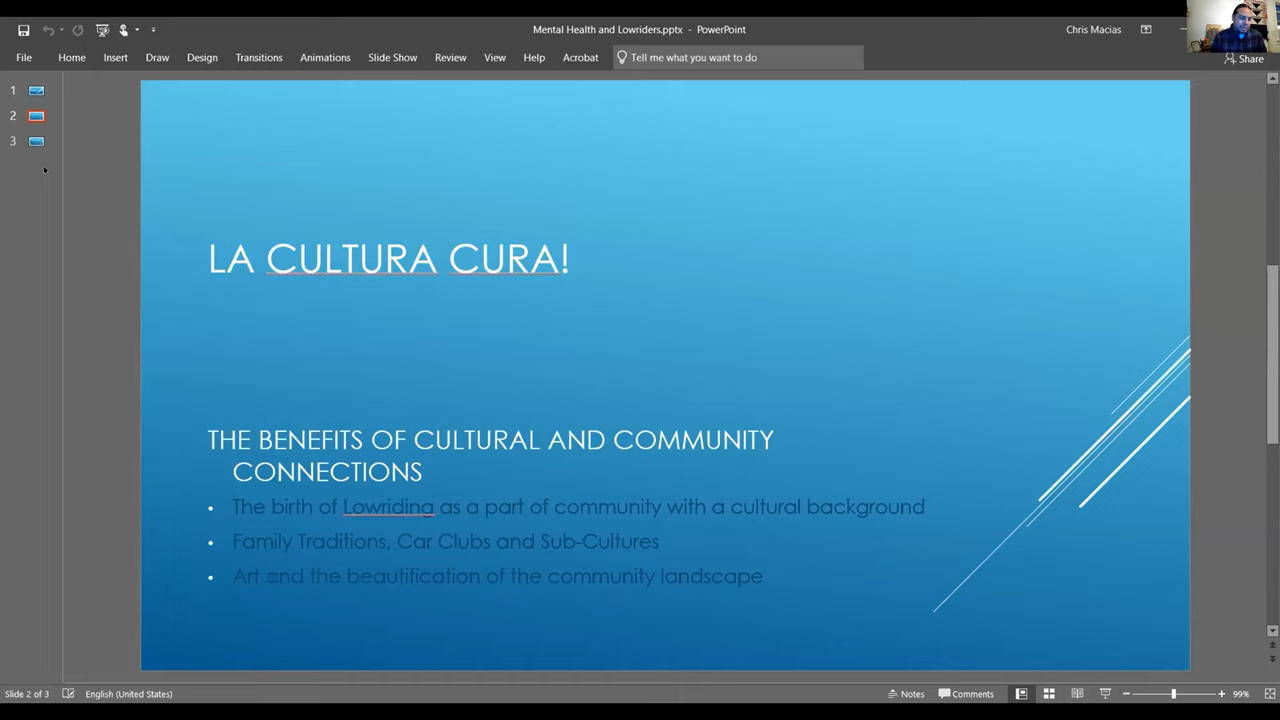 Mental Health and Lowriders.pptx - PowerPoint
Chris Macias
File Home Insert Draw Design Transitions Animations Slide Show Review View Help Acrobat Tell me what you want to do
Share
1
2
3
LA CULTURA CURA!
THE BENEFITS OF CULTURAL AND COMMUNITY
CONNECTIONS
• The birth of Lowriding as a part of community with a cultural background
• Family Traditions, Car Clubs and Sub-Cultures
• Art and the beautification of the community landscape
Slide 2 of 3 English (United States) Notes Comments 99%